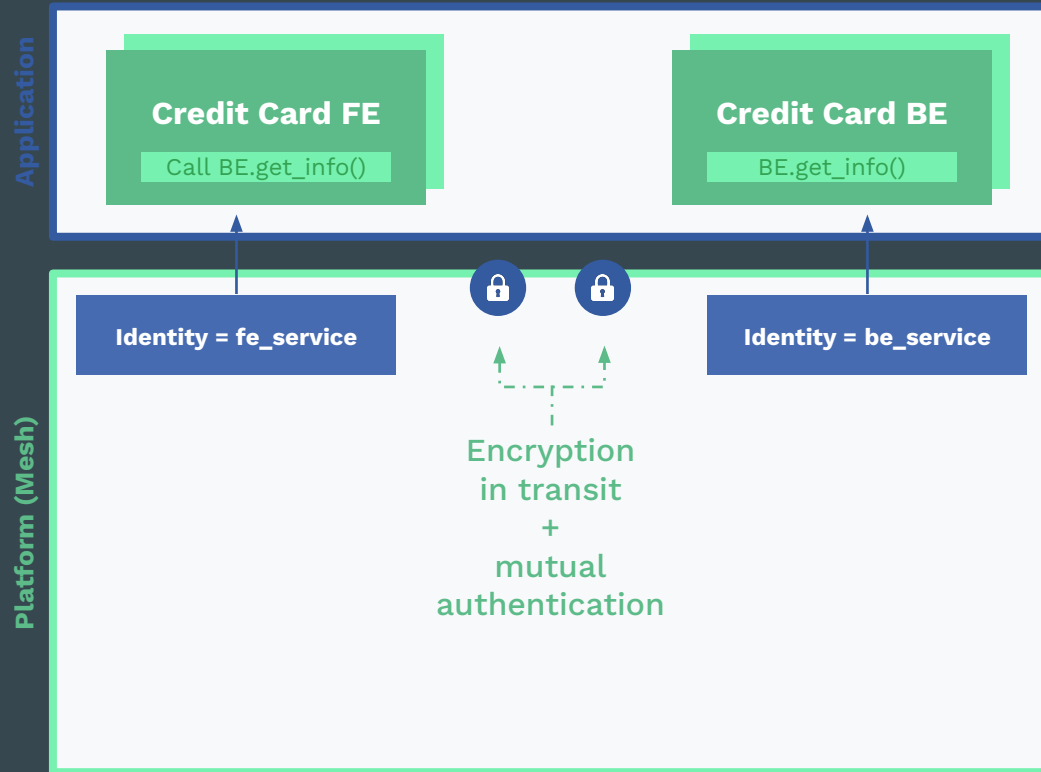 Application
Credit Card FE
Call BE.get_info()
Credit Card BE
BE.get_info()
Platform (Mesh)
Identity = fe_service
Identity = be_service
Encryption
in transit
+
mutual
authentication